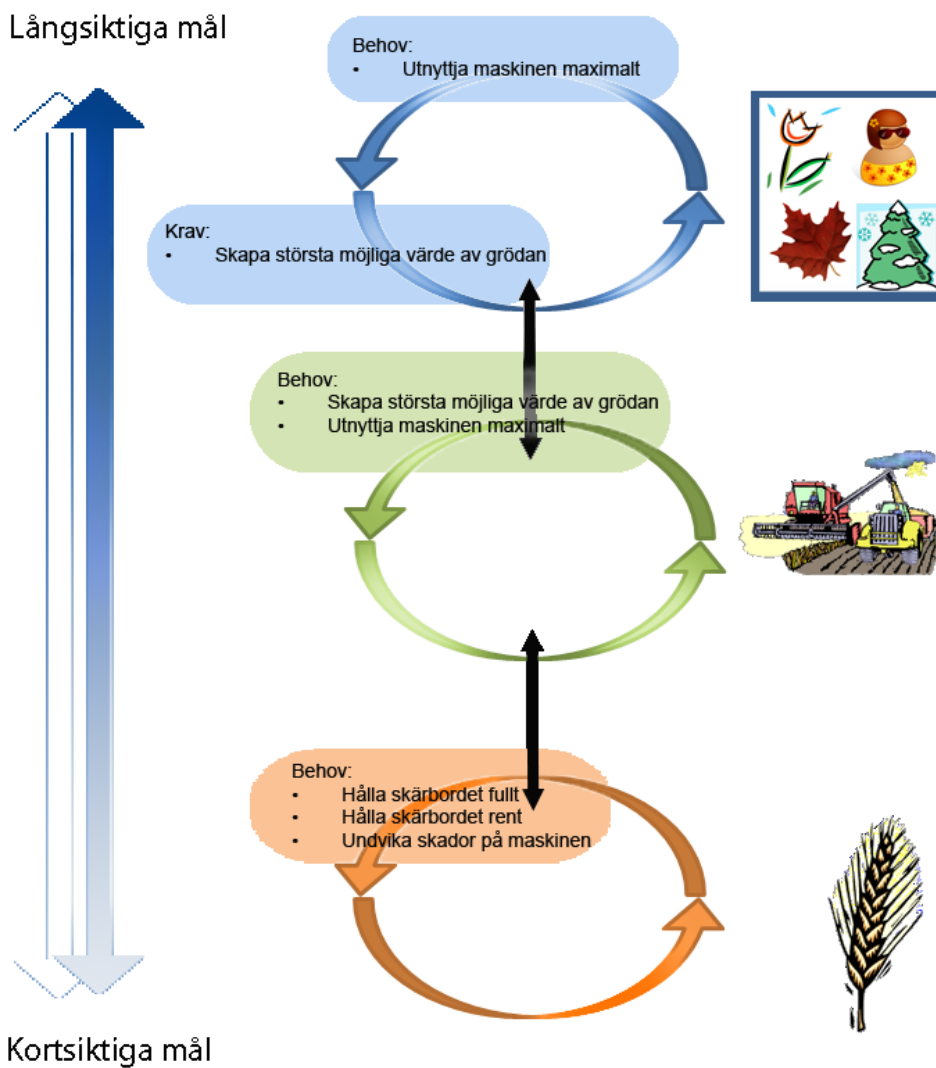 Långsiktiga mål
Behov:
• Utnyttja maskinen maximalt
Krav:
• Skapa största möjliga värde av grödan
Behov:
• Skapa största möjliga värde av grödan
• Utnyttja maskinen maximalt
Behov:
• Hålla skärbordet fullt
• Hålla skärbordet rent
• Undvika skador på maskinen
Kortsiktiga mål